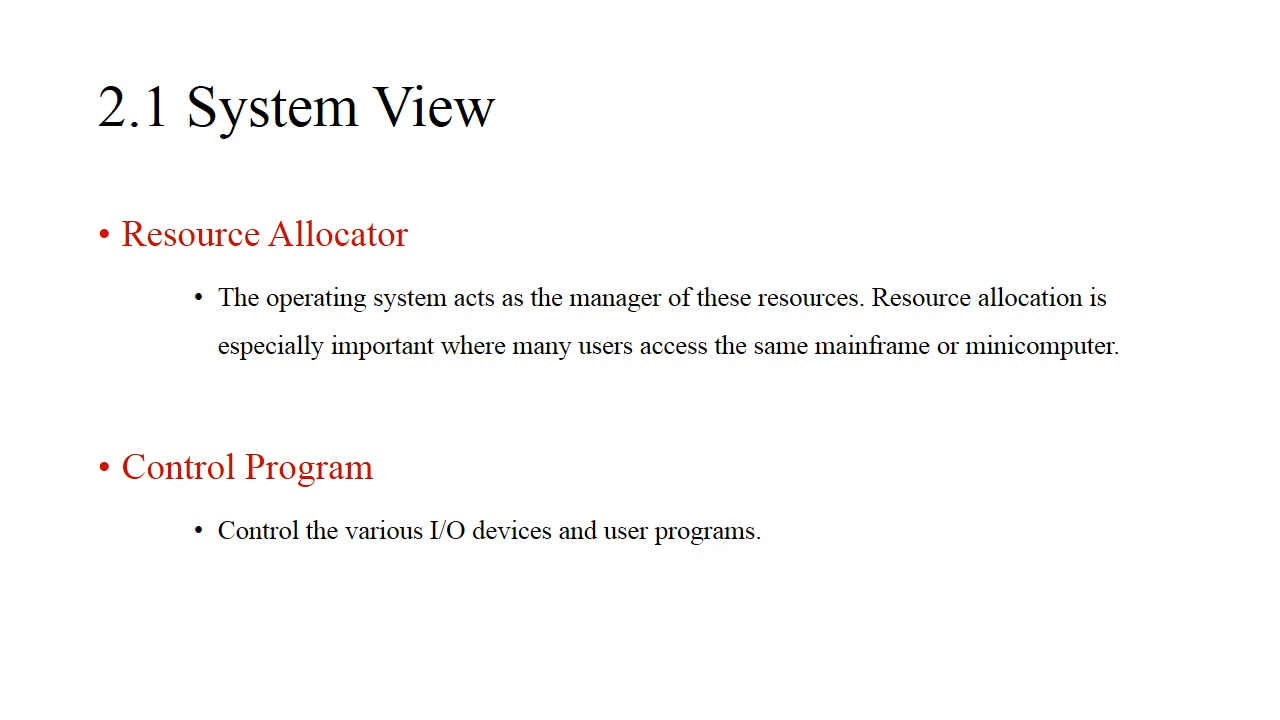 2.1 System View
• Resource Allocator
• The operating system acts as the manager of these resources. Resource allocation is
especially important where many users access the same mainframe or minicomputer.
• Control Program
• Control the various I/O devices and user programs.